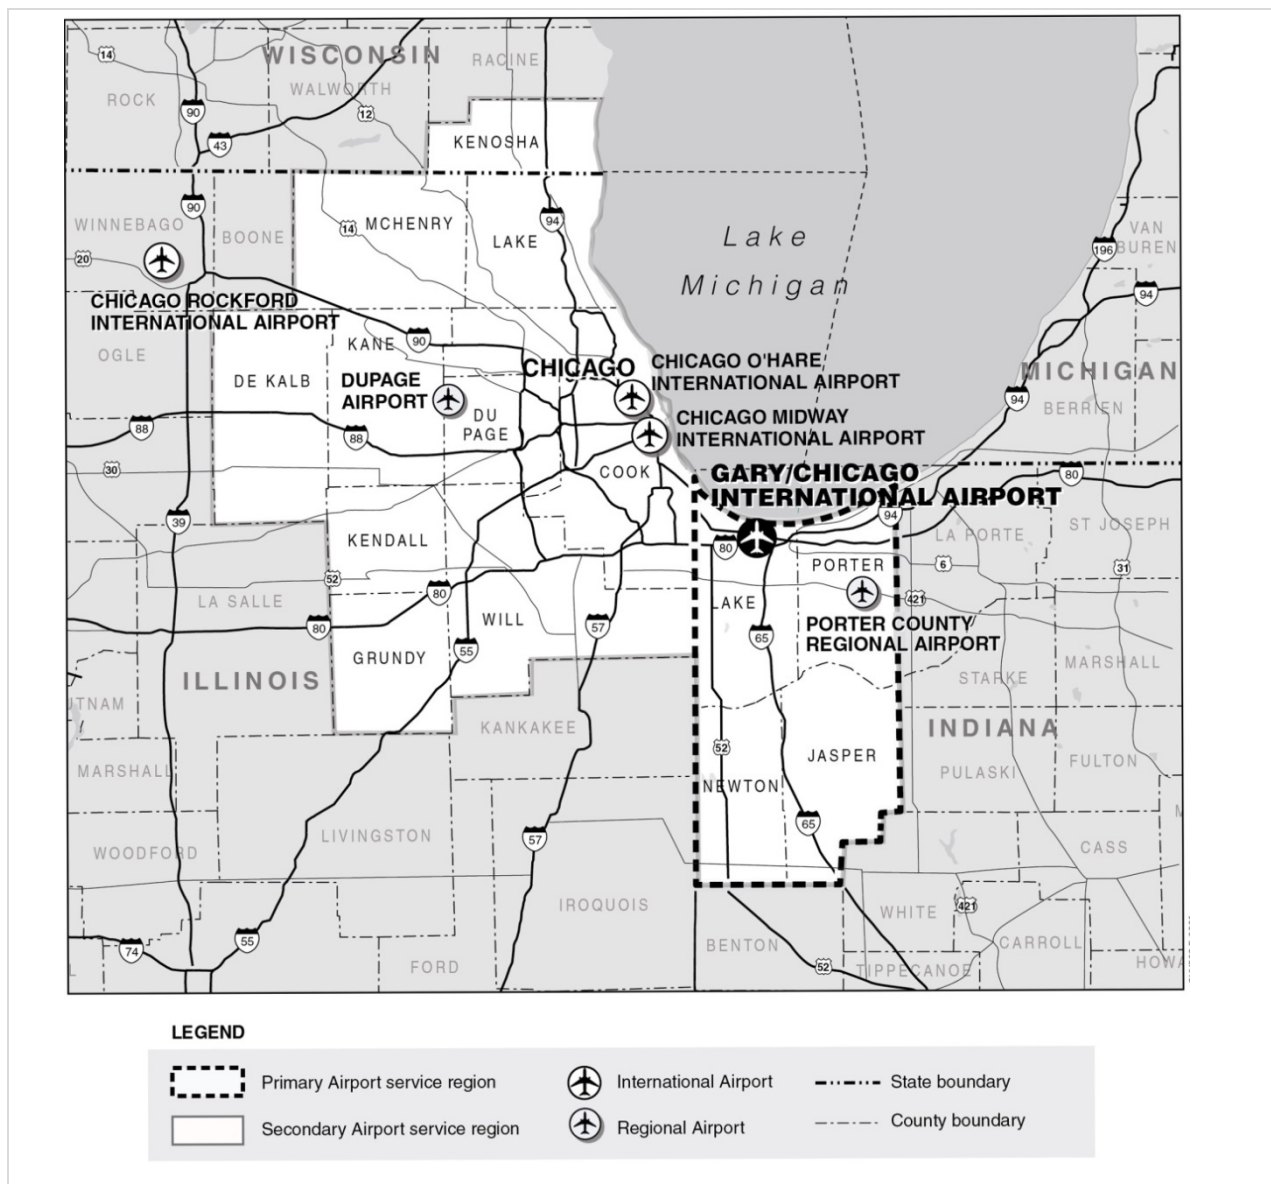 WISCONSIN
RACINE
14
ROCK
WALWORTH
90
12
43
KENOSHA
90
WINNEBAGO
BOONE
14
MCHENRY
94
LAKE
Lake
Michigan
196
VAN
BUREN
20
94
CHICAGO ROCKFORD
INTERNATIONAL AIRPORT
OGLE
KANE
90
DE KALB
DUPAGE
AIRPORT
CHICAGO
CHICAGO O'HARE
INTERNATIONAL AIRPORT
MICHIGAN
94
BERRIEN
88
88
DU
PAGE
CHICAGO MIDWAY
INTERNATIONAL AIRPORT
30
COOK
GARY/CHICAGO
INTERNATIONAL AIRPORT
80
39
94
KENDALL
80
LA PORTE
ST JOSEPH
52
PORTER
6
31
LA SALLE
80
LAKE
421
80
WILL
57
65
PORTER COUNTY
REGIONAL AIRPORT
GRUNDY
55
MARSHALL
ILLINOIS
STARKE
UTNAM
KANKAKEE
INDIANA
52
JASPER
MARSHALL
NEWTON
PULASKI
FULTON
M
65
LIVINGSTON
57
WOODFORD
CASS
IROQUOIS
WHITE
421
74
55
BENTON
CARROLL
L
FORD
52
TIPPECANOE
HOWA
LEGEND
Primary Airport service region
International Airport
State boundary
Secondary Airport service region
Regional Airport
County boundary